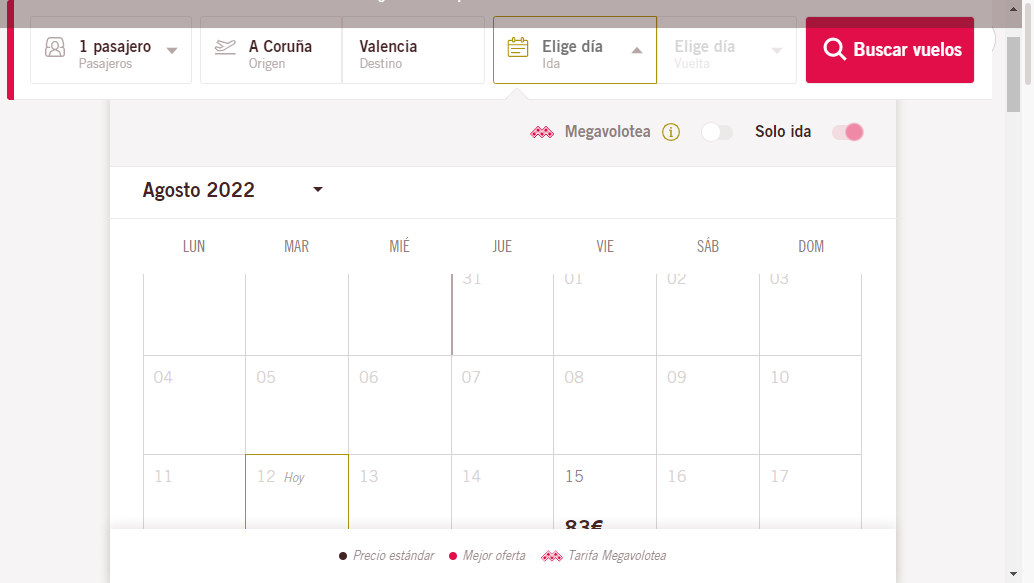 1 pasajero
Pasajeros
A Coruña
Origen
Valencia
Destino
Elige día
Ida
Elige día
Vuelta
Buscar vuelos
Megavolotea
Solo ida
Agosto 2022
LUN MAR MIÉ JUE VIE SÁB DOM
31 01 02 03
04 05 06 07 08 09 10
11 12 Hoy 13 14 15 16 17
83€
Precio estándar Mejor oferta Tarifa Megavolotea